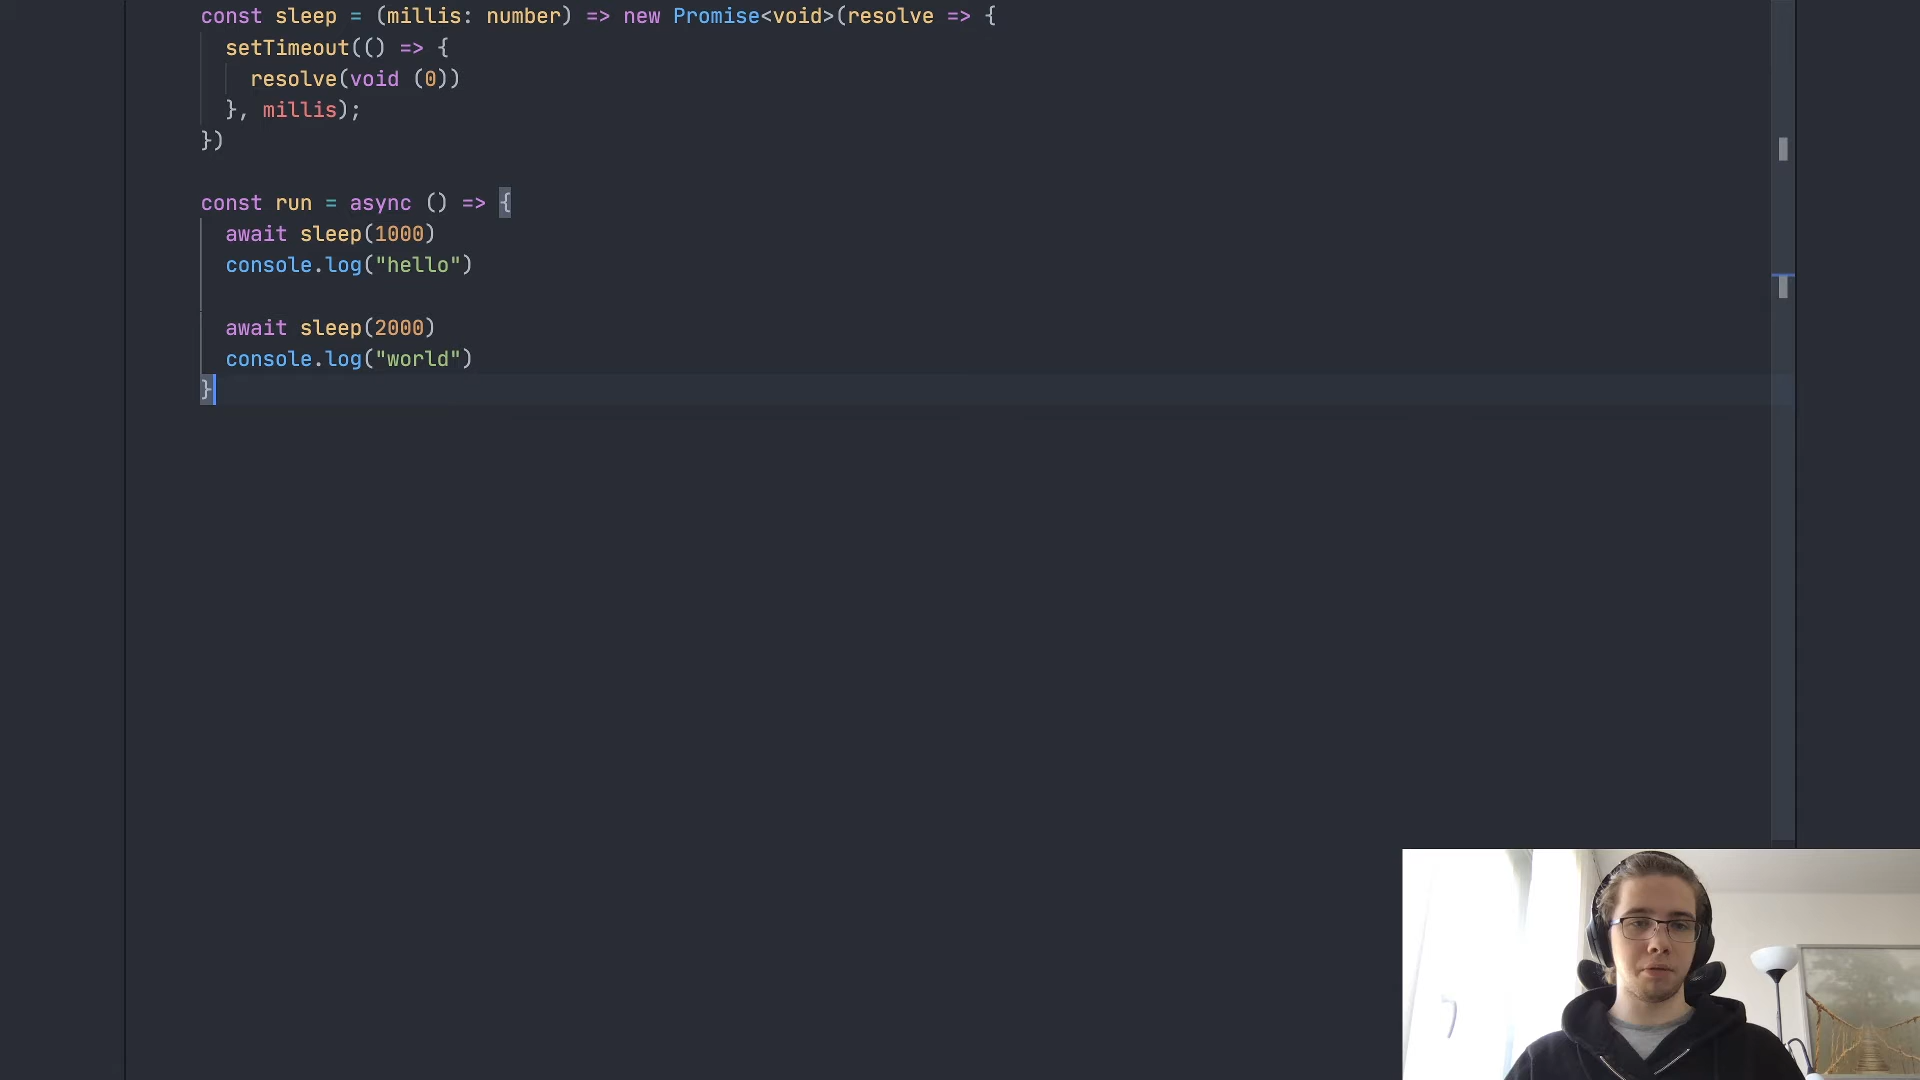 const sleep = (millis: number) => new Promise<void>(resolve => {
setTimeout(() => {
resolve(void (0))
}, millis);
})
const run = async () => {
await sleep(1000)
console.log("hello")
await sleep(2000)
console.log("world")
}